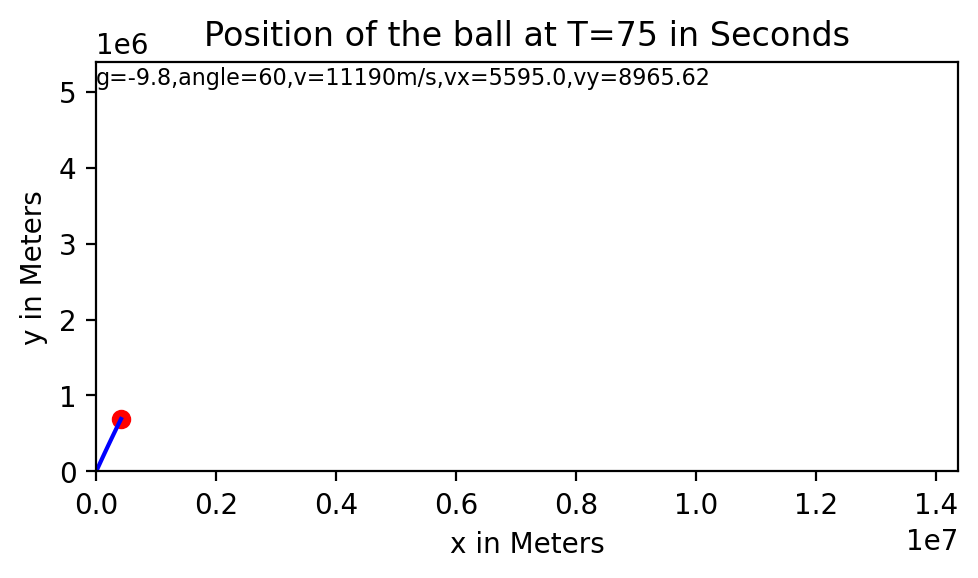 Position of the ball at T=75 in Seconds
1e6
g=-9.8,angle=60,v=11190m/s,vx=5595.0,vy=8965.62
5
4
3
2
1
0
y in Meters
0.0 0.2 0.4 0.6 0.8 1.0 1.2 1.4
1e7
x in Meters